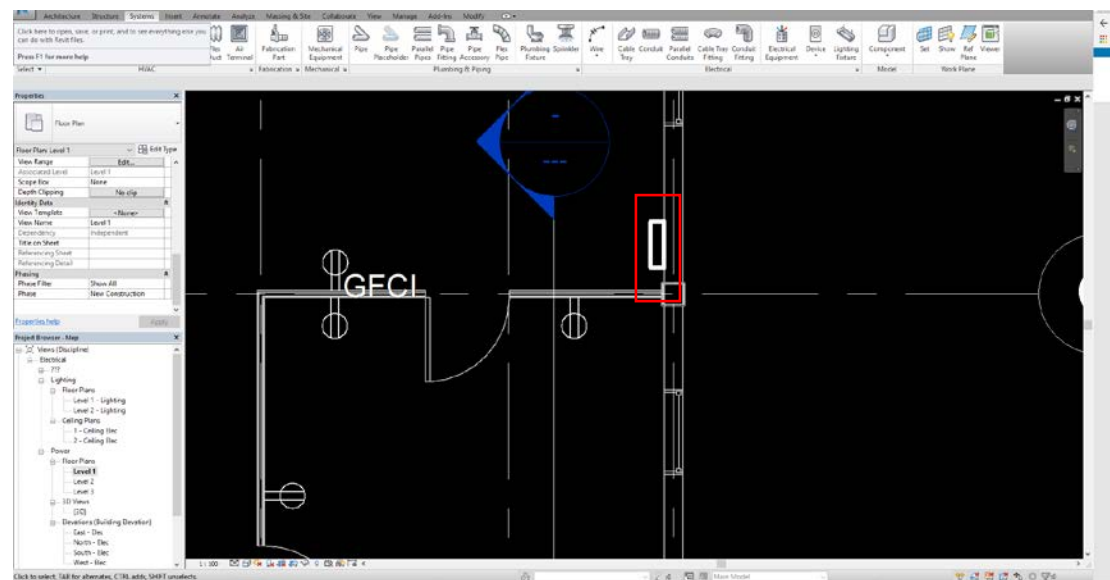 Architecture Structure Systems Insert Annotate Analyze Massing & Site Collaborate View Manage Add-Ins Modify
Click here to open, save, or print, and to see everything else you
can do with Revit files.
Press F1 for more help
Air Terminal
Fabrication Part
Mechanical Equipment
Pipe
Pipe Placeholder
Parallel Pipes
Pipe Fitting
Pipe Accessory
Flex Pipe
Plumbing Fixture
Sprinkler
Wire
Cable Tray
Conduit
Parallel Conduits
Cable Tray Fitting
Conduit Fitting
Electrical Equipment
Device
Lighting Fixture
Component
Set
Show
Ref Plane
Viewer
Select HVAC Fabrication Mechanical Plumbing & Piping Electrical Model Work Plane
Properties
Floor Plan
Floor Plan: Level 1 Edit Type
View Range Edit...
Associated Level Level 1
Scope Box None
Depth Clipping No clip
Identity Data
View Template <None>
View Name Level 1
Dependency Independent
Title on Sheet
Referencing Sheet
Referencing Detail
Phasing
Phase Filter Show All
Phase New Construction
Properties help Apply
Project Browser - Map
Views (Discipline)
Electrical
???
Lighting
Floor Plans
Level 1 - Lighting
Level 2 - Lighting
Ceiling Plans
1 - Ceiling Elec
2 - Ceiling Elec
Power
Floor Plans
Level 1
Level 2
Level 3
3D Views
{3D}
Elevations (Building Elevation)
East - Elec
North - Elec
South - Elec
West - Elec
GFCI
1 : 100
Click to select, TAB for alternates, CTRL adds, SHIFT unselects.
Main Model